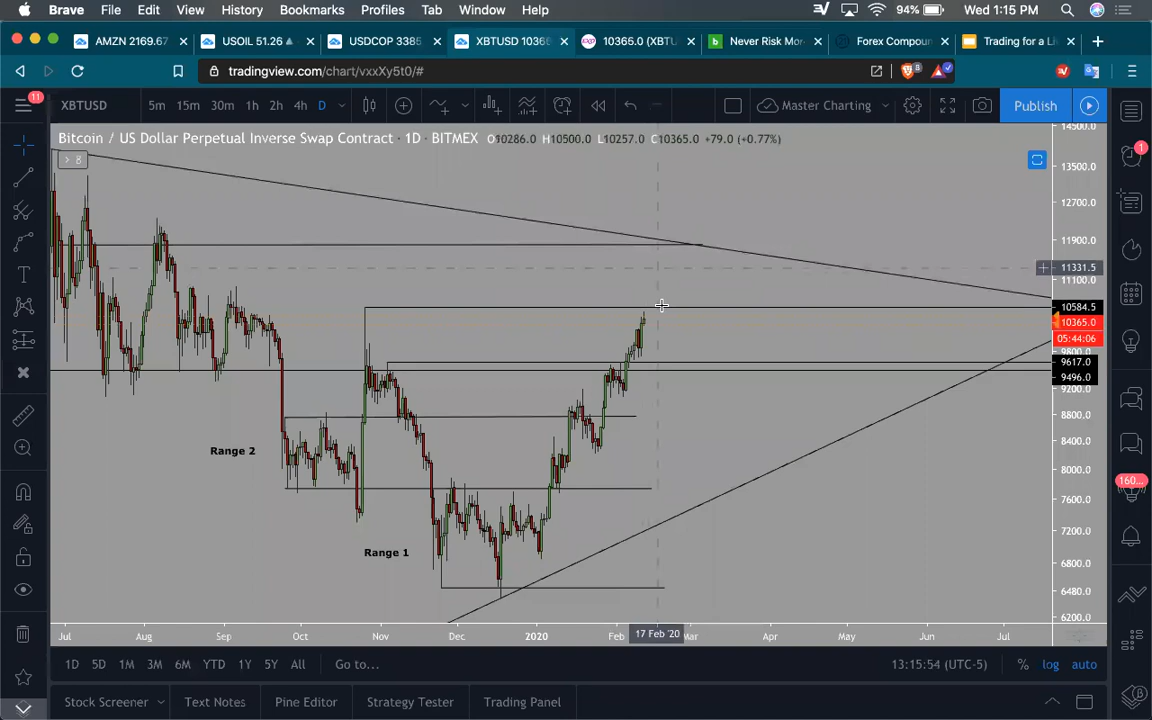 Brave File Edit View History Bookmarks Profiles Tab Window Help 94% Wed 1:15 PM
AMZN 2169.67 USOIL 51.26 USDCOP 3385 XBTUSD 10365 10365.0 (XBTU Never Risk Mo Forex Compoun Trading for a Li
tradingview.com/chart/vxxXy5t0/# 8
11 XBTUSD 5m 15m 30m 1h 2h 4h D Master Charting Publish
Bitcoin / US Dollar Perpetual Inverse Swap Contract · 1D · BITMEX O10286.0 H10500.0 L10257.0 C10365.0 +79.0 (+0.77%)
> 8
14500.0
13500.0
12700.0
11900.0
11331.5
11100.0
10584.5
10365.0
05:44:06
9800.0
9617.0
9496.0
9200.0
8800.0
8400.0
8000.0
7600.0
7200.0
6800.0
6480.0
6200.0
Range 2
Range 1
1
160
Jul Aug Sep Oct Nov Dec 2020 Feb 17 Feb '20 Mar Apr May Jun Jul
1D 5D 1M 3M 6M YTD 1Y 5Y All Go to... 13:15:54 (UTC-5) % log auto
Stock Screener Text Notes Pine Editor Strategy Tester Trading Panel